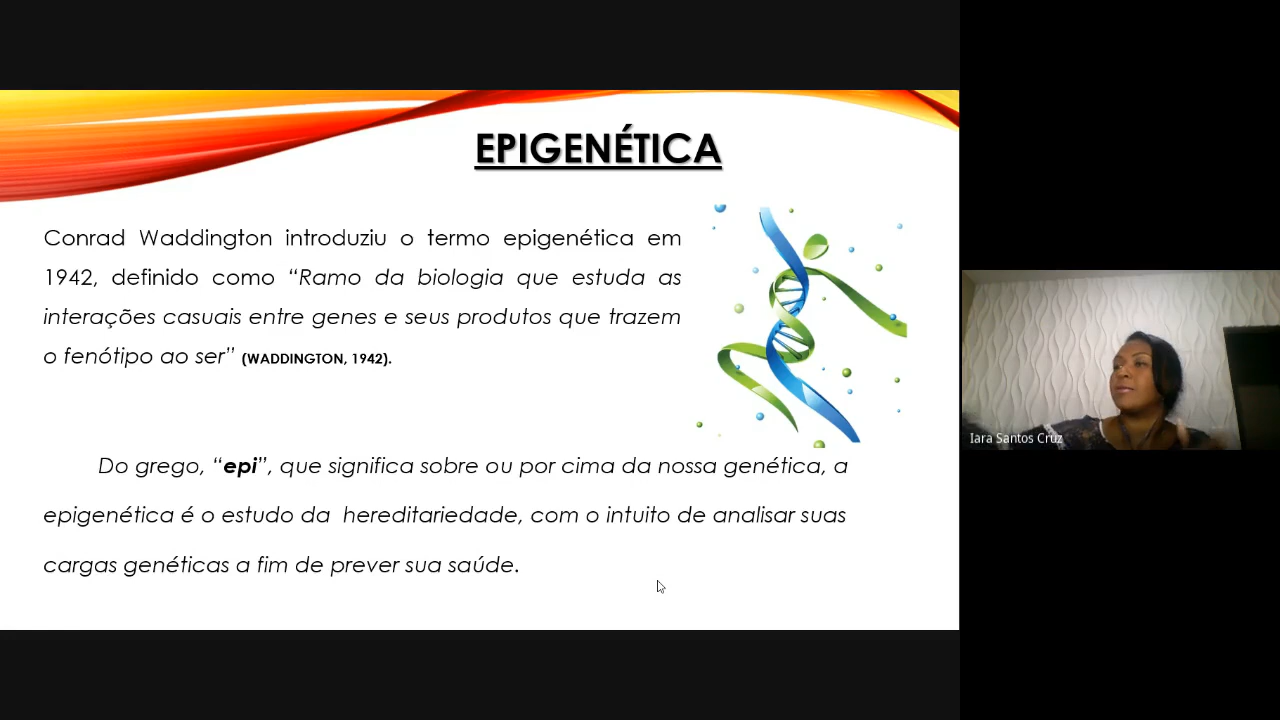 EPIGENÉTICA
Conrad Waddington introduziu o termo epigenética em
1942, definido como “Ramo da biologia que estuda as
interações casuais entre genes e seus produtos que trazem
o fenótipo ao ser” (WADDINGTON, 1942).
Do grego, “epi”, que significa sobre ou por cima da nossa genética, a
epigenética é o estudo da hereditariedade, com o intuito de analisar suas
cargas genéticas a fim de prever sua saúde.
Iara Santos Cruz